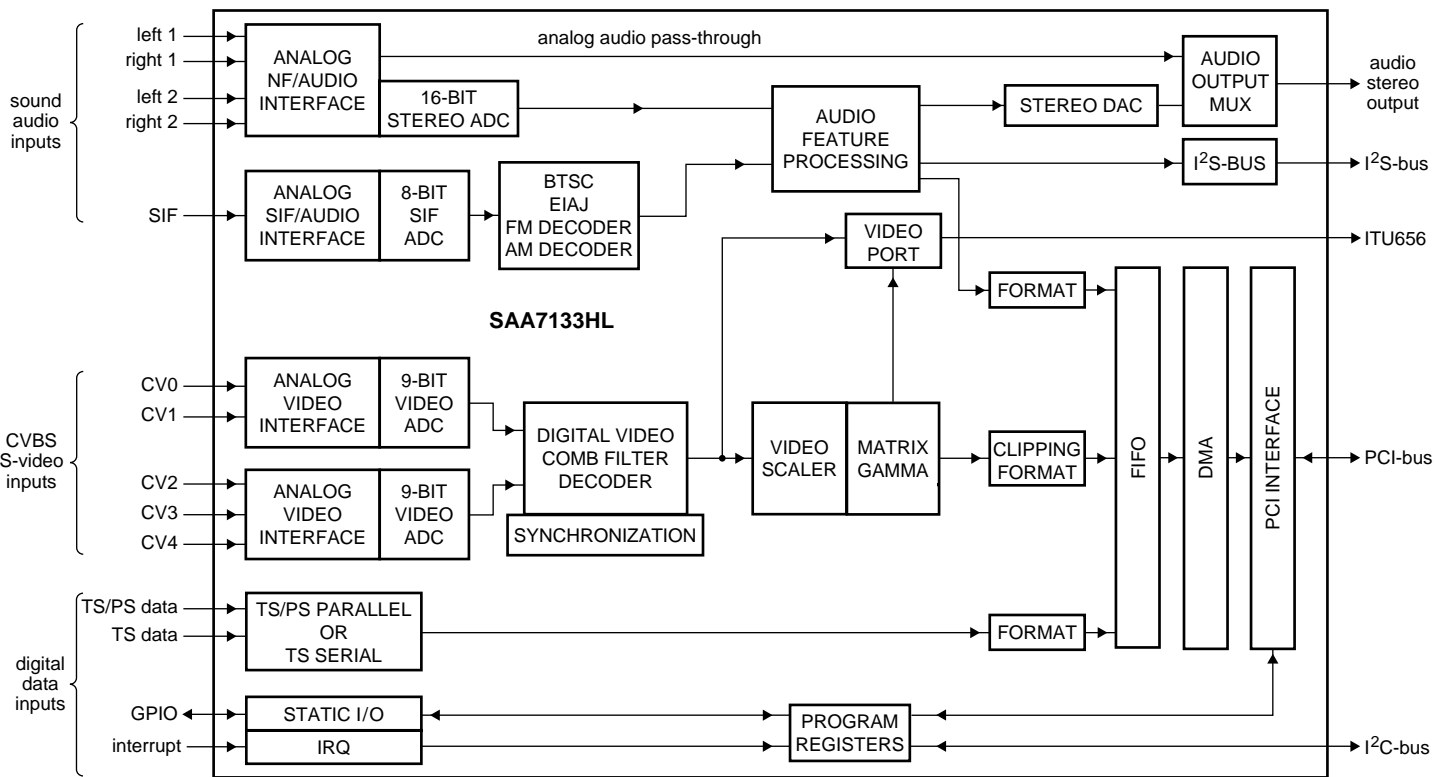 left 1
right 1
left 2
right 2
sound
audio
inputs
SIF
ANALOG
NF/AUDIO
INTERFACE
16-BIT
STEREO ADC
analog audio pass-through
AUDIO
FEATURE
PROCESSING
STEREO DAC
AUDIO
OUTPUT
MUX
audio
stereo
output
I²S-BUS
I²S-bus
ANALOG
SIF/AUDIO
INTERFACE
8-BIT
SIF
ADC
BTSC
EIAJ
FM DECODER
AM DECODER
VIDEO
PORT
ITU656
FORMAT
SAA7133HL
CVBS
S-video
inputs
CV0
CV1
CV2
CV3
CV4
ANALOG
VIDEO
INTERFACE
9-BIT
VIDEO
ADC
ANALOG
VIDEO
INTERFACE
9-BIT
VIDEO
ADC
DIGITAL VIDEO
COMB FILTER
DECODER
SYNCHRONIZATION
VIDEO
SCALER
MATRIX
GAMMA
CLIPPING
FORMAT
FIFO
DMA
PCI INTERFACE
PCI-bus
digital
data
inputs
TS/PS data
TS data
GPIO
interrupt
TS/PS PARALLEL
OR
TS SERIAL
FORMAT
STATIC I/O
IRQ
PROGRAM
REGISTERS
I²C-bus